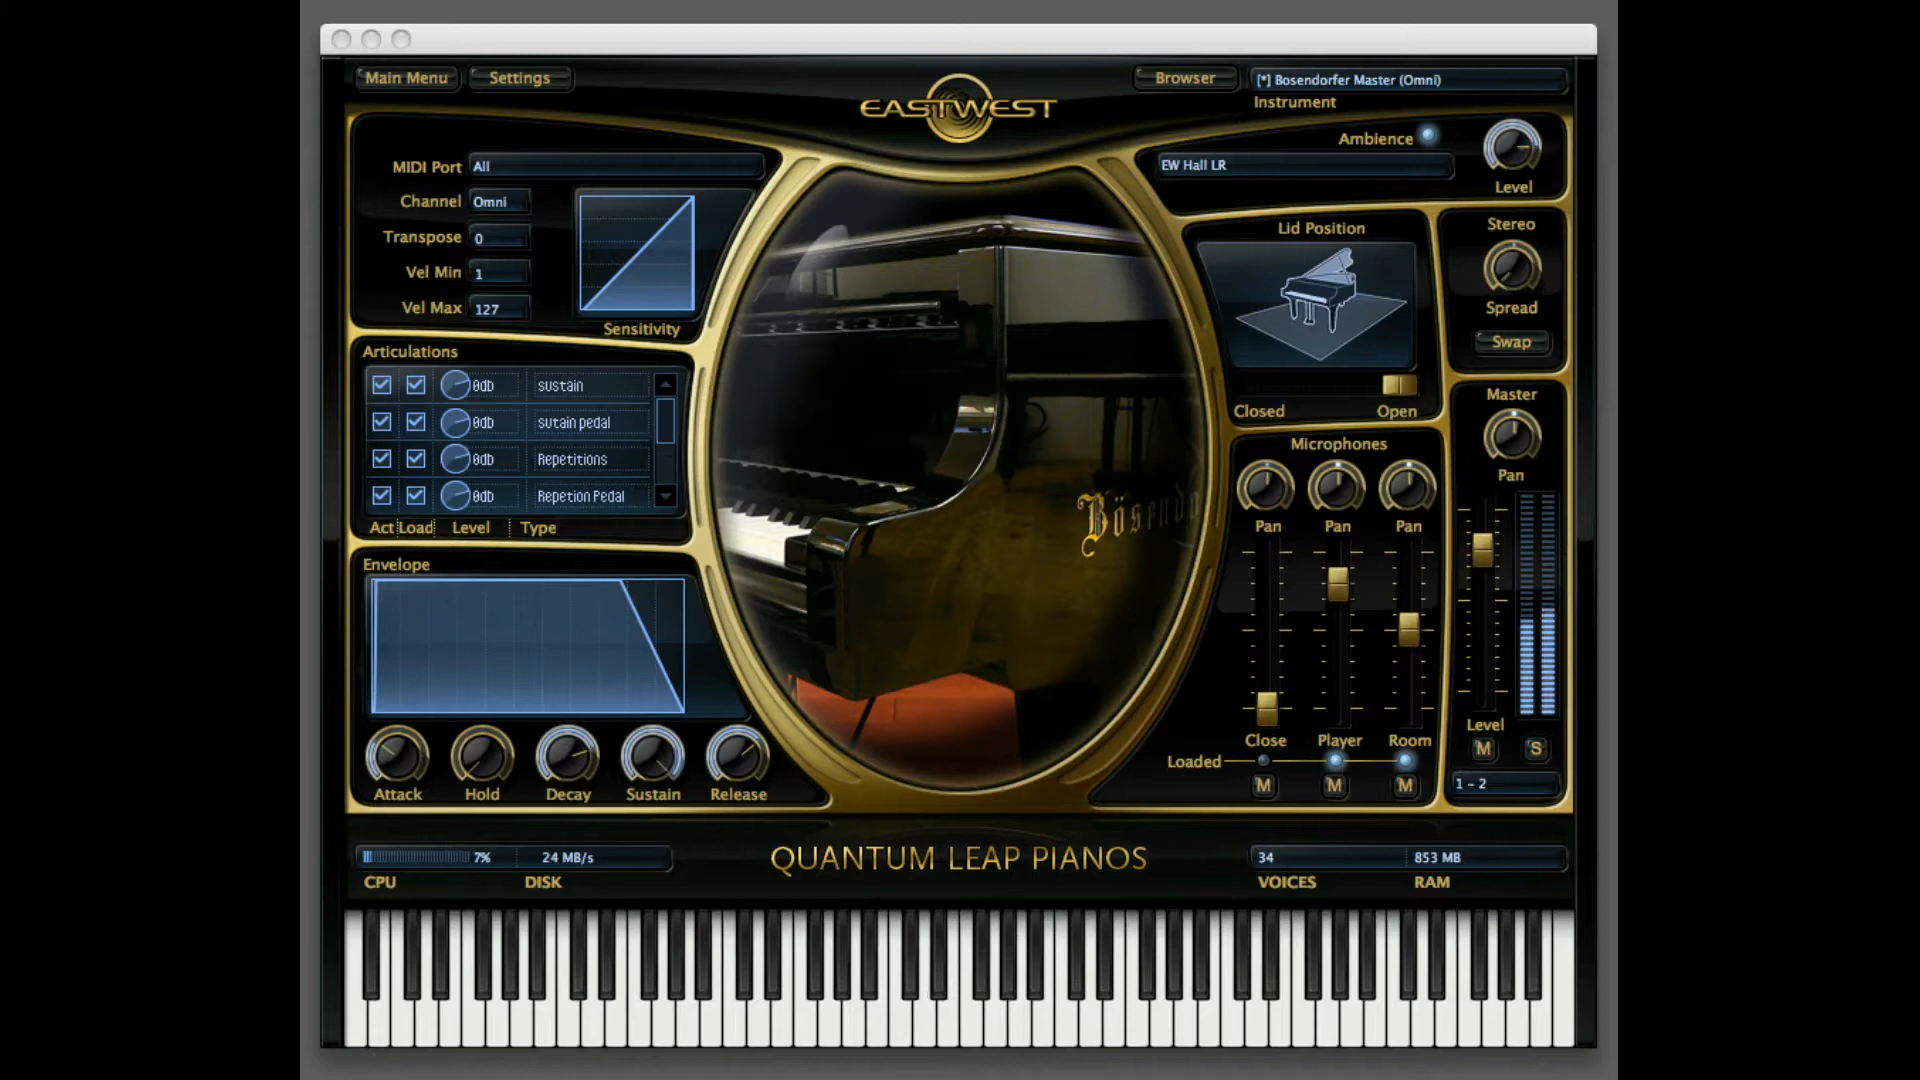 Main Menu
Settings
EASTWEST
Browser
[*] Bosendorfer Master (Omni)
Instrument
MIDI Port All
Channel Omni
Transpose 0
Vel Min 1
Vel Max 127
Sensitivity
Ambience
EW Hall LR
Level
Lid Position
Closed
Open
Stereo
Spread
Swap
Articulations
0db sustain
0db sutain pedal
0db Repetitions
0db Repetion Pedal
Act Load Level Type
Bösendo
Microphones
Pan Pan Pan
Close Player Room
Loaded
M M M
Master
Pan
Level
M S
1 - 2
Envelope
Attack Hold Decay Sustain Release
7% 24 MB/s
CPU DISK
QUANTUM LEAP PIANOS
34 853 MB
VOICES RAM